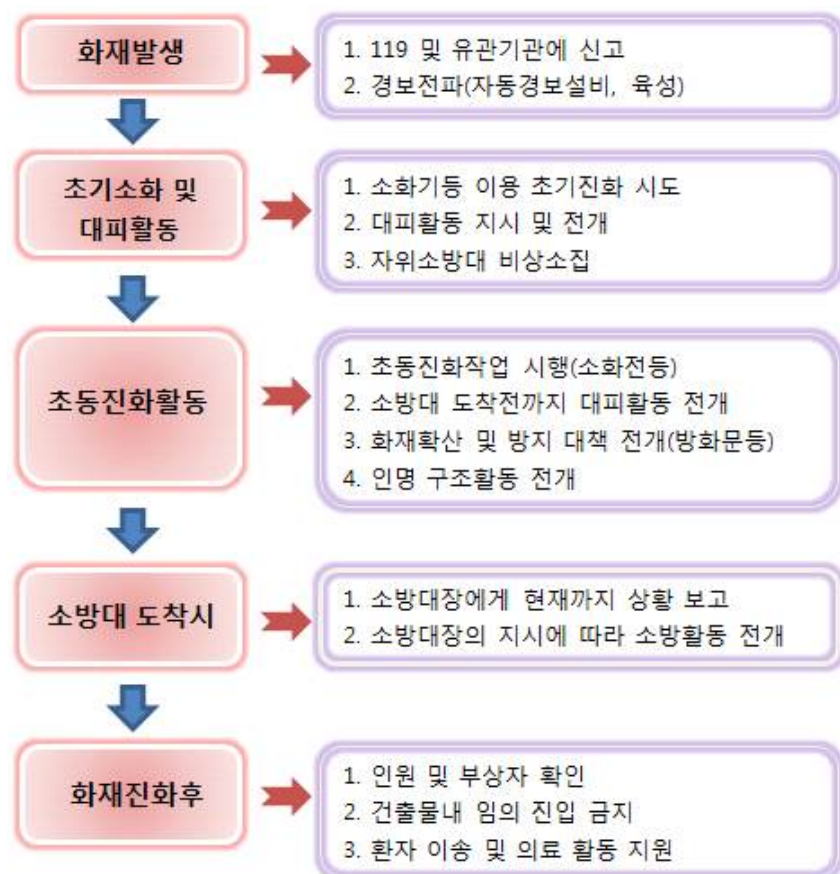 화재발생
1. 119 및 유관기관에 신고
2. 경보전파(자동경보설비, 육성)
초기소화 및
대피활동
1. 소화기등 이용 초기진화 시도
2. 대피활동 지시 및 전개
3. 자위소방대 비상소집
초동진화활동
1. 초동진화작업 시행(소화전등)
2. 소방대 도착전까지 대피활동 전개
3. 화재확산 및 방지 대책 전개(방화문등)
4. 인명 구조활동 전개
소방대 도착시
1. 소방대장에게 현재까지 상황 보고
2. 소방대장의 지시에 따라 소방활동 전개
화재진화후
1. 인원 및 부상자 확인
2. 건출물내 임의 진입 금지
3. 환자 이송 및 의료 활동 지원